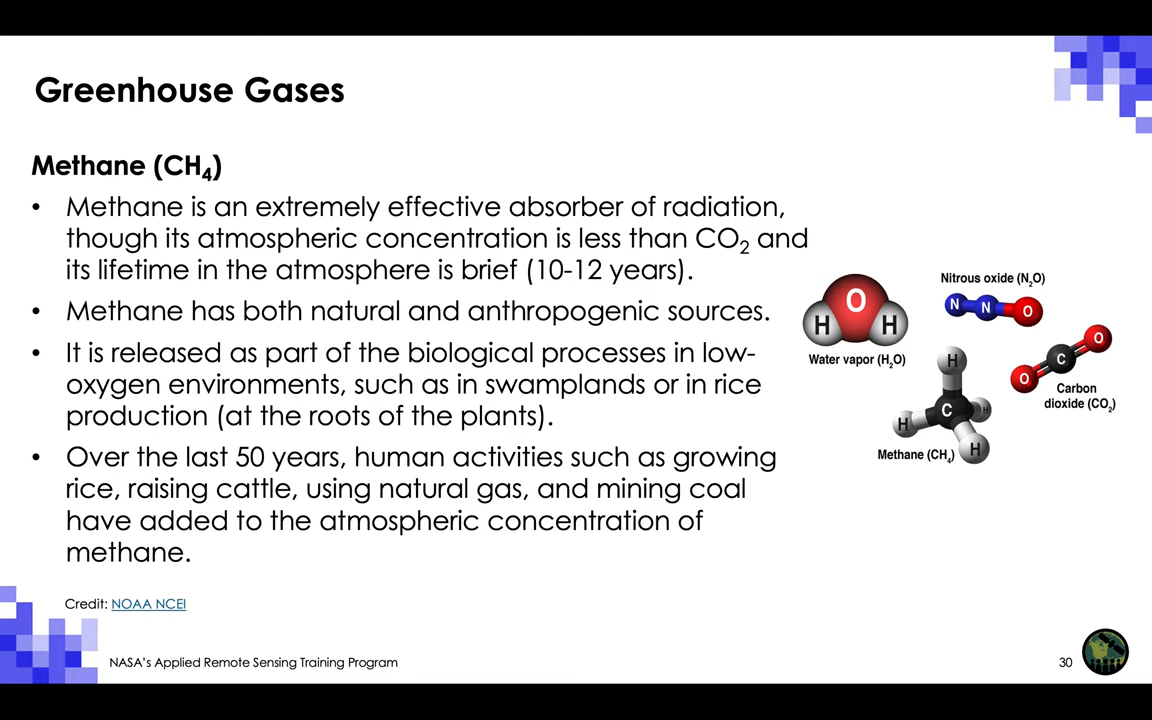 Greenhouse Gases
Methane (CH₄)
• Methane is an extremely effective absorber of radiation,
though its atmospheric concentration is less than CO₂ and
its lifetime in the atmosphere is brief (10-12 years).
• Methane has both natural and anthropogenic sources.
• It is released as part of the biological processes in low-
oxygen environments, such as in swamplands or in rice
production (at the roots of the plants).
• Over the last 50 years, human activities such as growing
rice, raising cattle, using natural gas, and mining coal
have added to the atmospheric concentration of
methane.
Nitrous oxide (N₂O)
N N O
O
H H
Water vapor (H₂O)
O
C
O
Carbon
dioxide (CO₂)
H
C H
H
H
Methane (CH₄)
Credit: NOAA NCEI
NASA's Applied Remote Sensing Training Program
30